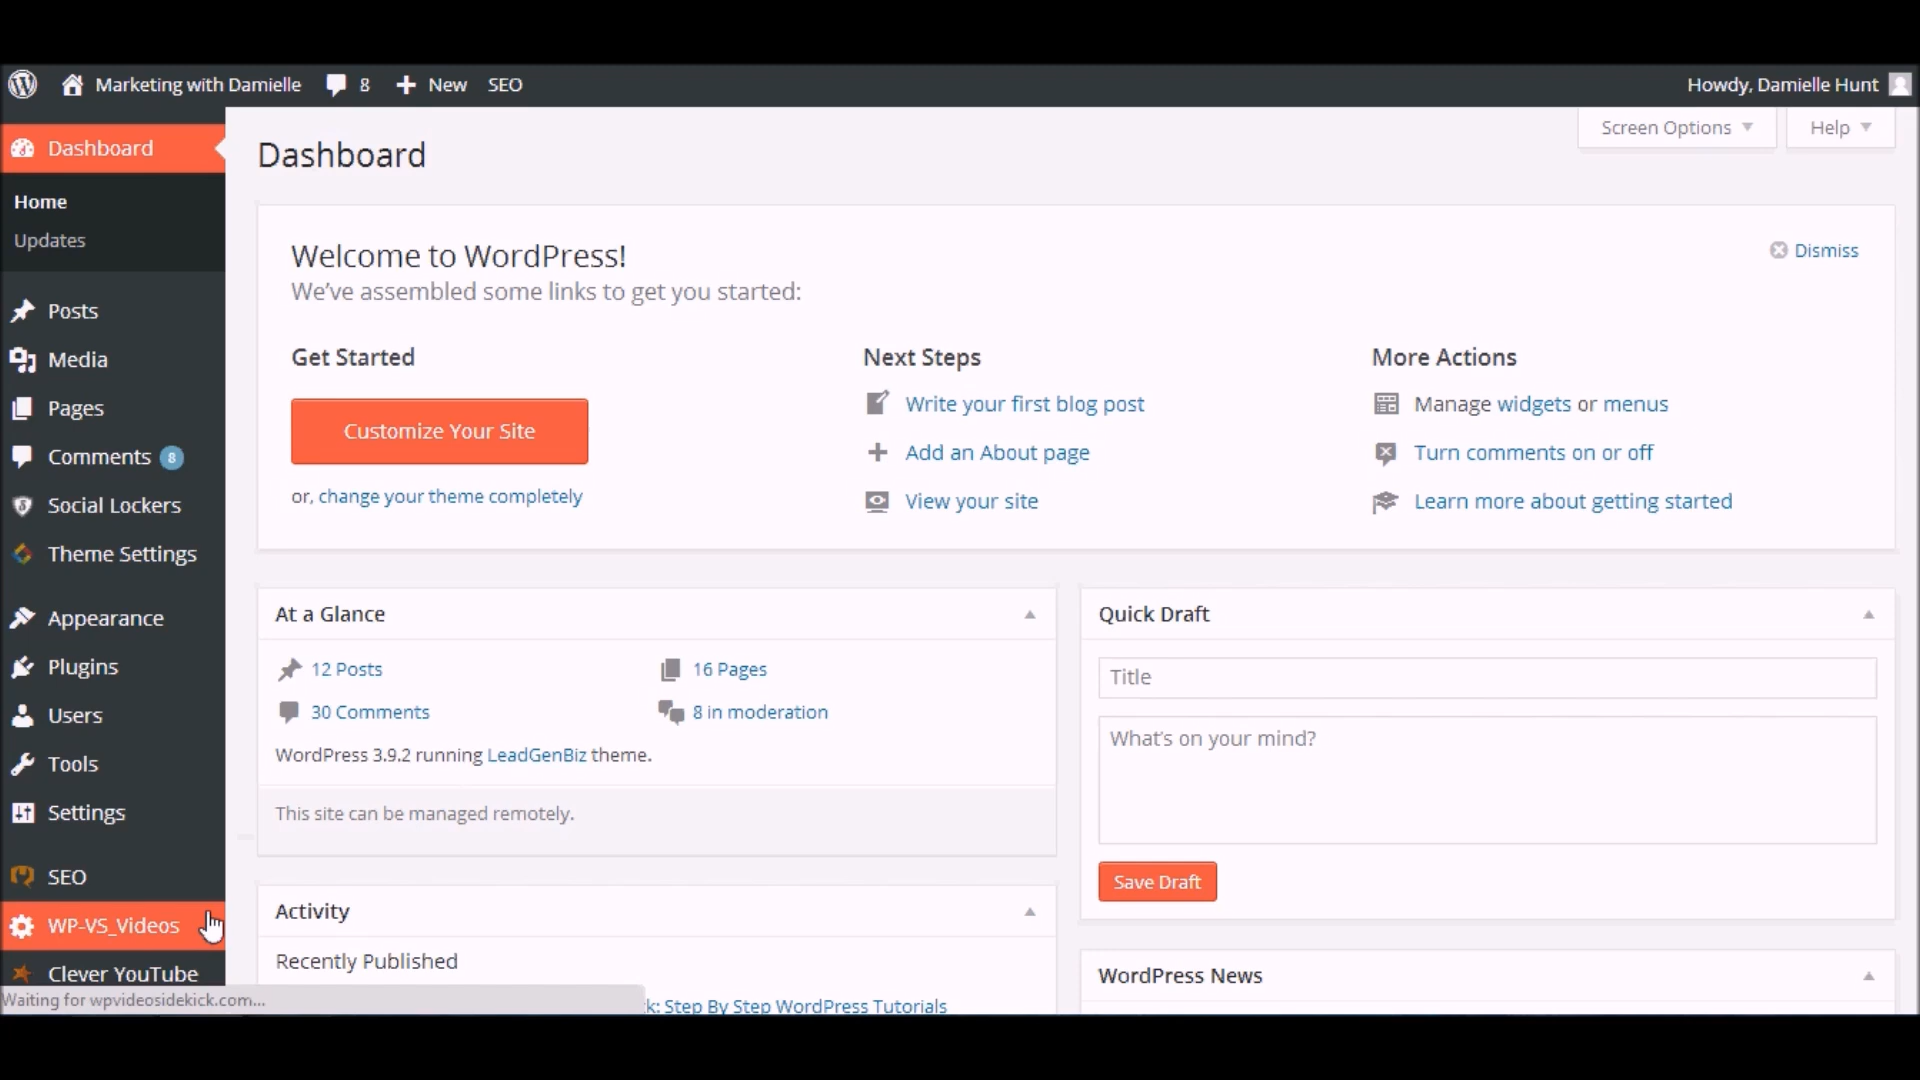 Marketing with Damielle 8 New SEO Howdy, Damielle Hunt
Dashboard
Home
Updates
Posts
Media
Pages
Comments 8
Social Lockers
Theme Settings
Appearance
Plugins
Users
Tools
Settings
SEO
WP-VS_Videos
Clever YouTube
Waiting for wpvideosidekick.com...
Screen Options Help
Dashboard
Welcome to WordPress!
Dismiss
We've assembled some links to get you started:
Get Started
Customize Your Site
or, change your theme completely
Next Steps
Write your first blog post
Add an About page
View your site
More Actions
Manage widgets or menus
Turn comments on or off
Learn more about getting started
At a Glance
12 Posts 16 Pages
30 Comments 8 in moderation
WordPress 3.9.2 running LeadGenBiz theme.
This site can be managed remotely.
Activity
Recently Published
k: Step By Step WordPress Tutorials
Quick Draft
Title
What's on your mind?
Save Draft
WordPress News